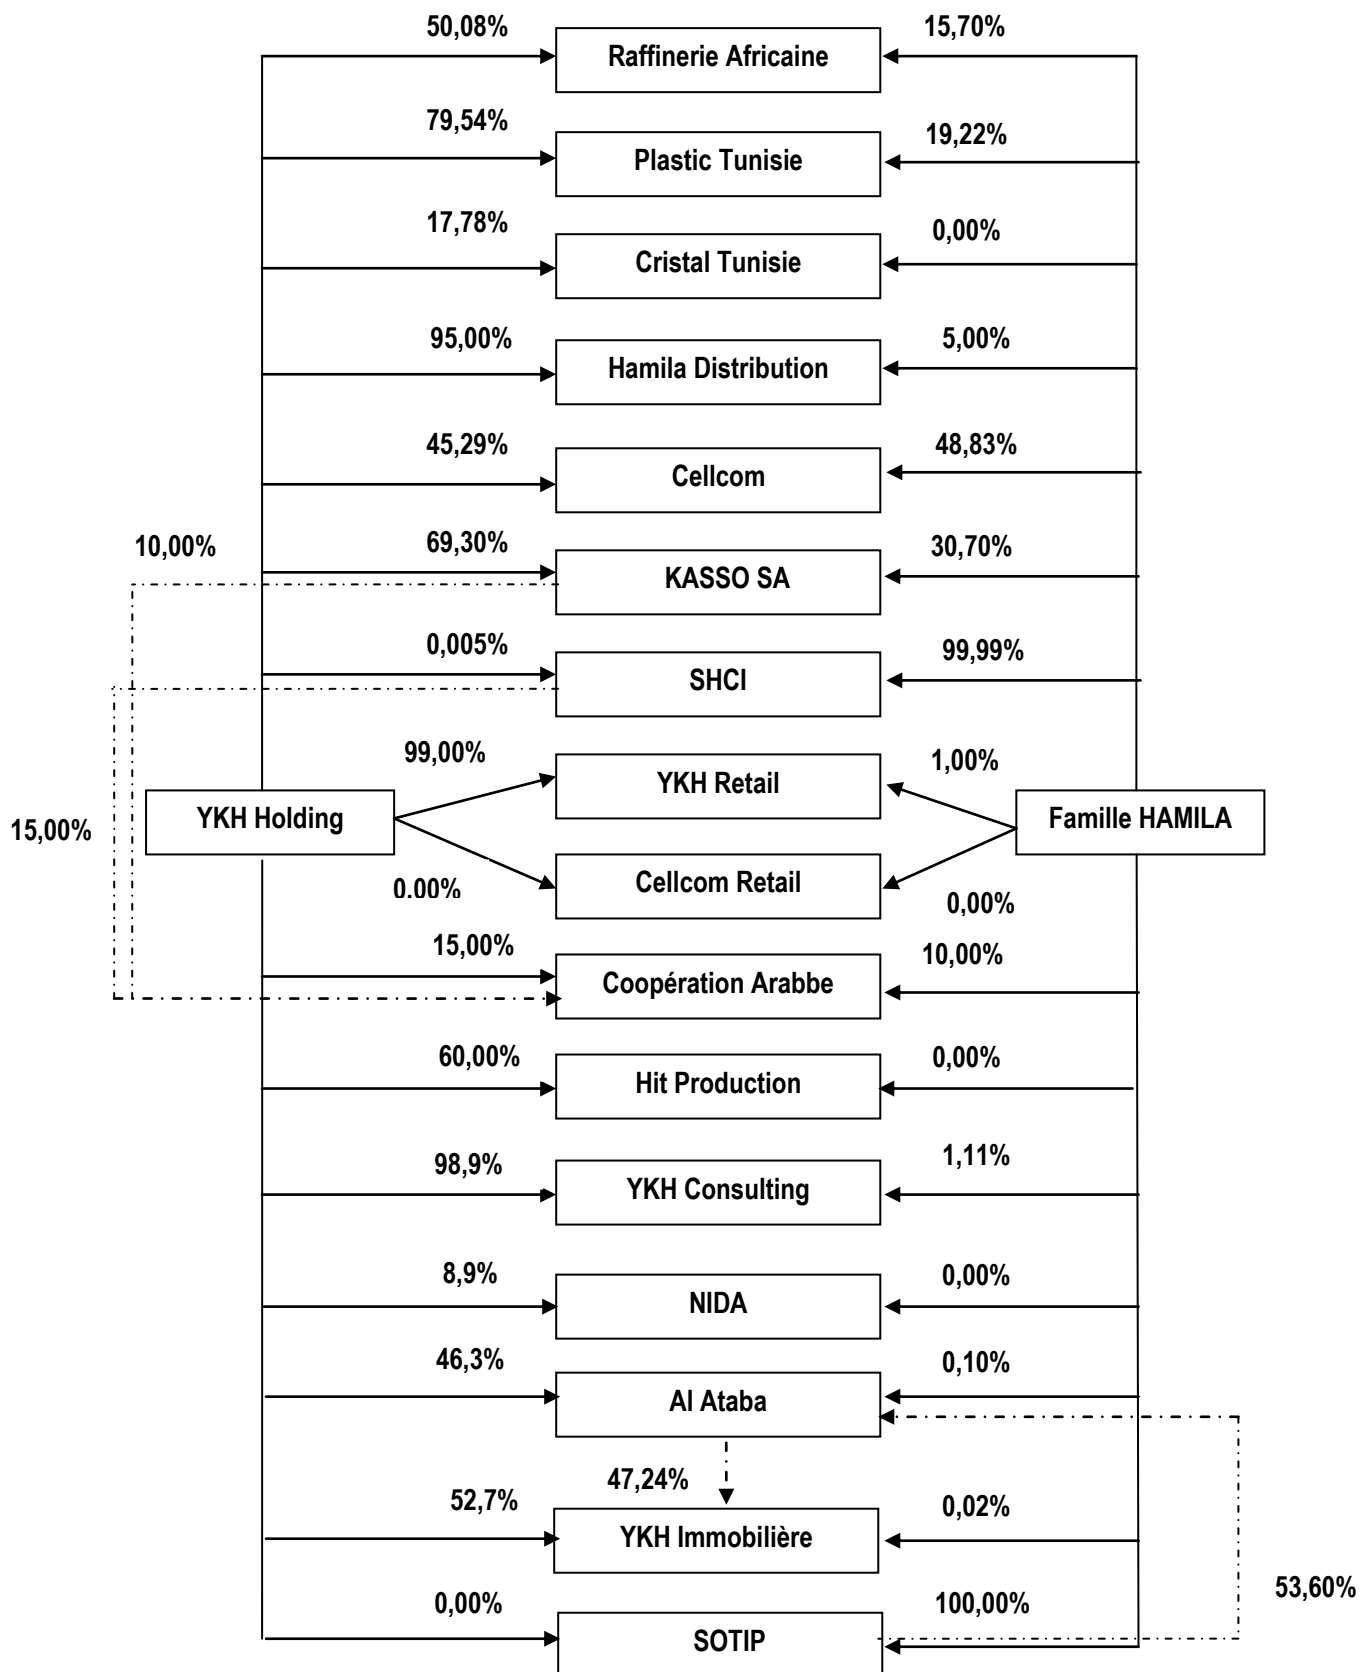 50,08%
15,70%
Raffinerie Africaine
79,54%
19,22%
Plastic Tunisie
17,78%
0,00%
Cristal Tunisie
95,00%
5,00%
Hamila Distribution
45,29%
48,83%
Cellcom
10,00%
69,30%
30,70%
KASSO SA
0,005%
99,99%
SHCI
99,00%
1,00%
YKH Retail
15,00%
YKH Holding
Famille HAMILA
Cellcom Retail
0.00%
0,00%
15,00%
10,00%
Coopération Arabbe
60,00%
0,00%
Hit Production
98,9%
1,11%
YKH Consulting
8,9%
0,00%
NIDA
46,3%
0,10%
Al Ataba
47,24%
52,7%
0,02%
YKH Immobilière
53,60%
0,00%
100,00%
SOTIP